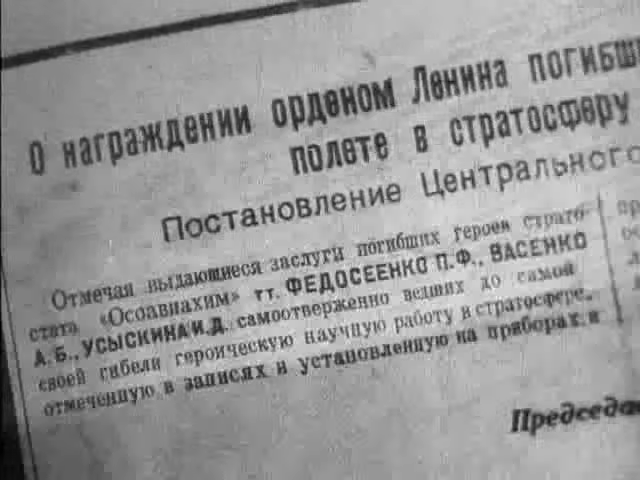 О награждении орденом Ленина погибш
полете в стратосферу
Постановление Центрального
Отмечая выдающиеся заслуги погибших героев страто-
стата „Осоавиахим" тт. ФЕДОСЕЕНКО П.Ф., ВАСЕНКО
А.Б., УСЫСКИНА И.Д., самоотверженно ведших до самой
своей гибели героическую научную работу в стратосфере,
отмеченную в записях и установленную на приборах, и
пр
Председа